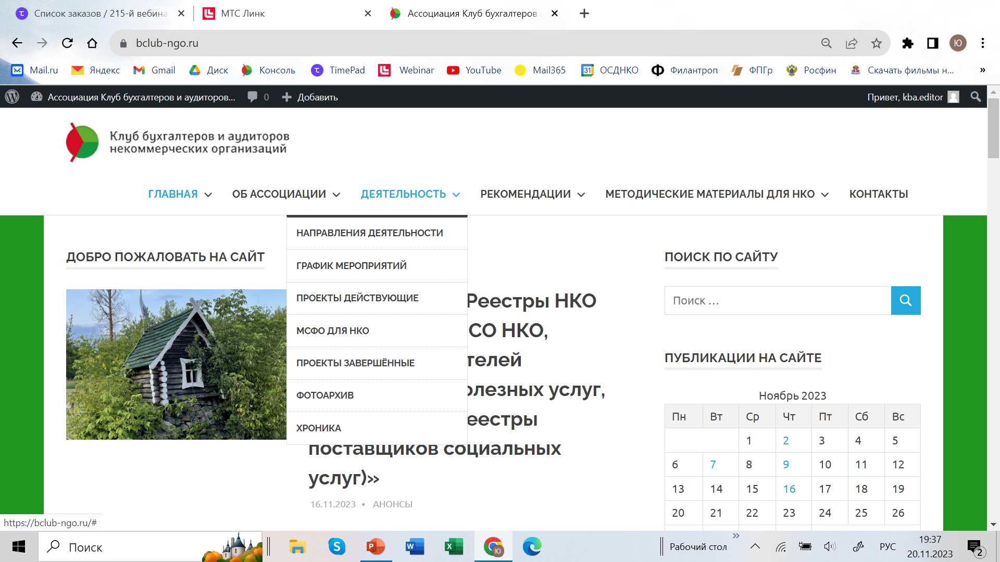 Список заказов / 215-й вебина
МТС Линк
Ассоциация Клуб бухгалтеров
bclub-ngo.ru
Ю
Mail.ru
Яндекс
Gmail
Диск
Консоль
TimePad
Webinar
YouTube
Mail365
31
ОСДНКО
Филантроп
ФПГр
Росфин
Скачать фильмы н...
»
Ассоциация Клуб бухгалтеров и аудиторов...
0
Добавить
Привет, kba.editor
Клуб бухгалтеров и аудиторов
некоммерческих организаций
ГЛАВНАЯ
ОБ АССОЦИАЦИИ
ДЕЯТЕЛЬНОСТЬ
РЕКОМЕНДАЦИИ
МЕТОДИЧЕСКИЕ МАТЕРИАЛЫ ДЛЯ НКО
КОНТАКТЫ
НАПРАВЛЕНИЯ ДЕЯТЕЛЬНОСТИ
ГРАФИК МЕРОПРИЯТИЙ
ПРОЕКТЫ ДЕЙСТВУЮЩИЕ
МСФО ДЛЯ НКО
ПРОЕКТЫ ЗАВЕРШЁННЫЕ
ФОТОАРХИВ
ХРОНИКА
ДОБРО ПОЖАЛОВАТЬ НА САЙТ
Реестры НКО
СО НКО,
телей
олезных услуг,
еестры
поставщиков социальных
услуг)»
16.11.2023 • АНОНСЫ
ПОИСК ПО САЙТУ
Поиск …
ПУБЛИКАЦИИ НА САЙТЕ
Ноябрь 2023
Пн Вт Ср Чт Пт Сб Вс
1 2 3 4 5
6 7 8 9 10 11 12
13 14 15 16 17 18 19
20 21 22 23 24 25 26
https://bclub-ngo.ru/#
Поиск
Рабочий стол
»
РУС
19:37
20.11.2023
2